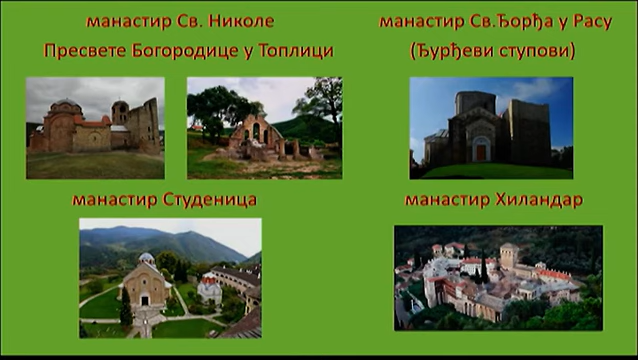 манастир Св. Николе
Пресвете Богородице у Топлици
манастир Св.Ђорђа у Расу
(Ђурђеви ступови)
манастир Студеница
манастир Хиландар